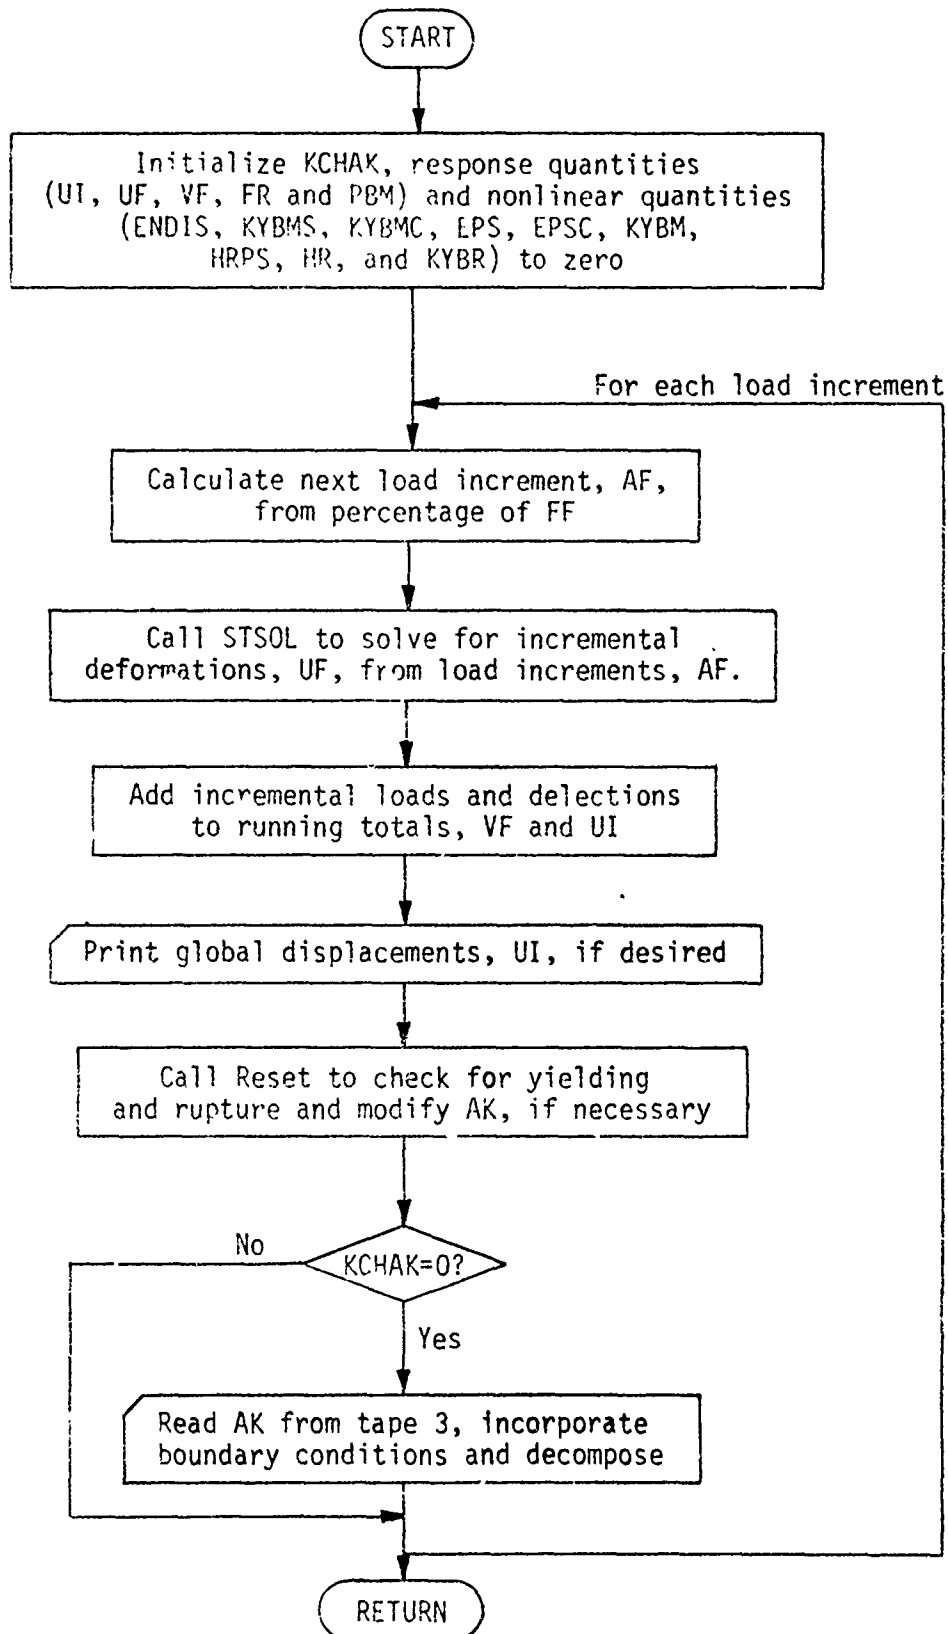 START
Initialize KCHAK, response quantities
(UI, UF, VF, FR and PBM) and nonlinear quantities
(ENDIS, KYBMS, KYBMC, EPS, EPSC, KYBM,
HRPS, HR, and KYBR) to zero
For each load increment
Calculate next load increment, AF,
from percentage of FF
Call STSOL to solve for incremental
deformations, UF, from load increments, AF.
Add incremental loads and delections
to running totals, VF and UI
Print global displacements, UI, if desired
Call Reset to check for yielding
and rupture and modify AK, if necessary
No
KCHAK=0?
Yes
Read AK from tape 3, incorporate
boundary conditions and decompose
RETURN